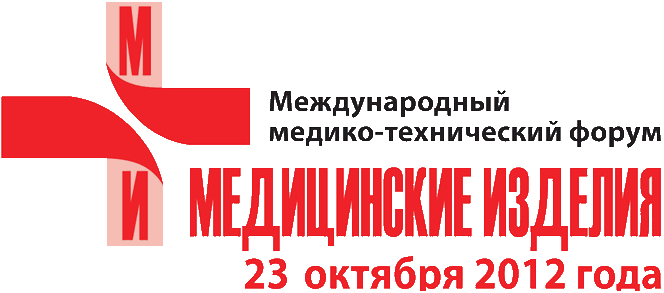 М
И
Международный
медико-технический форум
МЕДИЦИНСКИЕ ИЗДЕЛИЯ
23 октября 2012 года